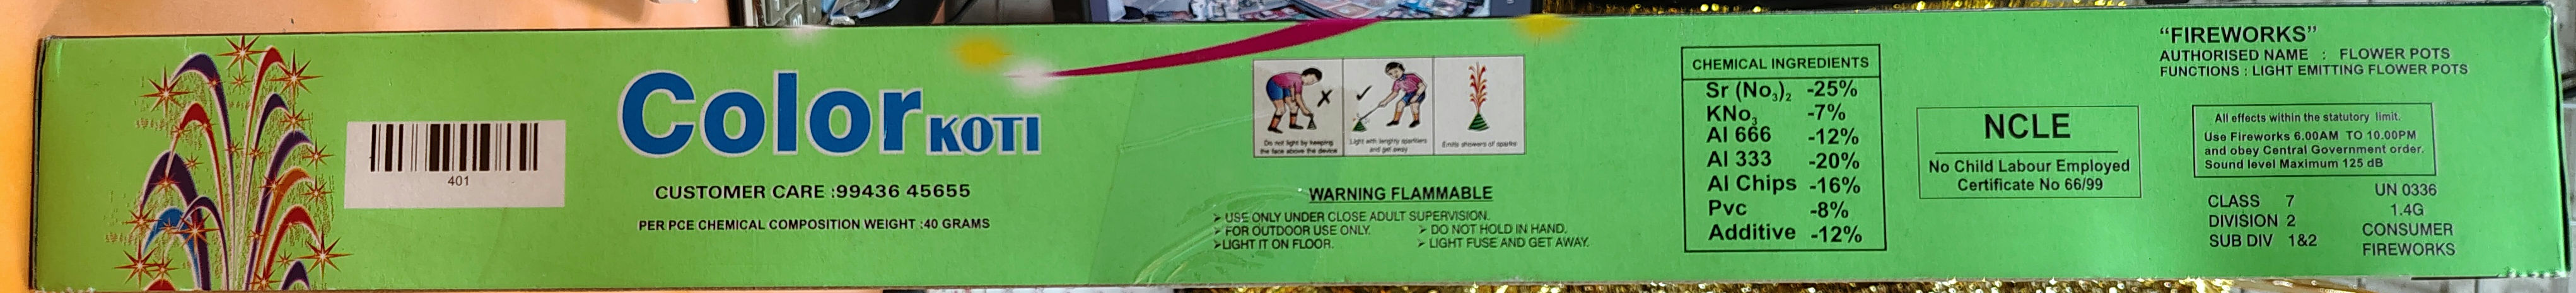 401
Color KOTI
CUSTOMER CARE :99436 45655
PER PCE CHEMICAL COMPOSITION WEIGHT :40 GRAMS
Do not light by keeping
the face above the device
Light with lengthy sparklers
and get away
Emits showers of sparks
WARNING FLAMMABLE
➢ USE ONLY UNDER CLOSE ADULT SUPERVISION.
➢ FOR OUTDOOR USE ONLY. ➢ DO NOT HOLD IN HAND.
➢LIGHT IT ON FLOOR. ➢ LIGHT FUSE AND GET AWAY.
CHEMICAL INGREDIENTS
Sr (No₃)₂ -25%
KNo₃ -7%
Al 666 -12%
Al 333 -20%
Al Chips -16%
Pvc -8%
Additive -12%
NCLE
No Child Labour Employed
Certificate No 66/99
“FIREWORKS”
AUTHORISED NAME : FLOWER POTS
FUNCTIONS : LIGHT EMITTING FLOWER POTS
All effects within the statutory limit.
Use Fireworks 6.00AM TO 10.00PM
and obey Central Government order.
Sound level Maximum 125 dB
CLASS 7
DIVISION 2
SUB DIV 1&2
UN 0336
1.4G
CONSUMER
FIREWORKS